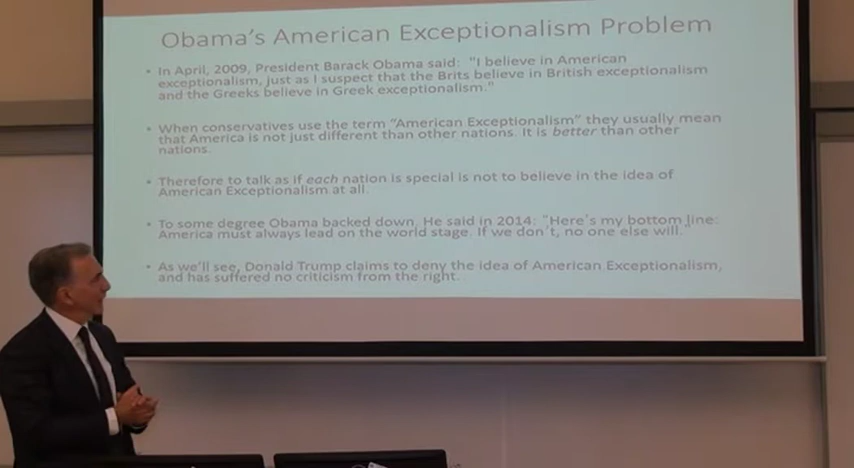 Obama's American Exceptionalism Problem
• In April, 2009, President Barack Obama said: "I believe in American
exceptionalism, just as I suspect that the Brits believe in British exceptionalism
and the Greeks believe in Greek exceptionalism."
• When conservatives use the term "American Exceptionalism" they usually mean
that America is not just different than other nations. It is better than other
nations.
• Therefore to talk as if each nation is special is not to believe in the idea of
American Exceptionalism at all.
• To some degree Obama backed down. He said in 2014: "Here's my bottom line:
America must always lead on the world stage. If we don't, no one else will."
• As we'll see, Donald Trump claims to deny the idea of American Exceptionalism,
and has suffered no criticism from the right.